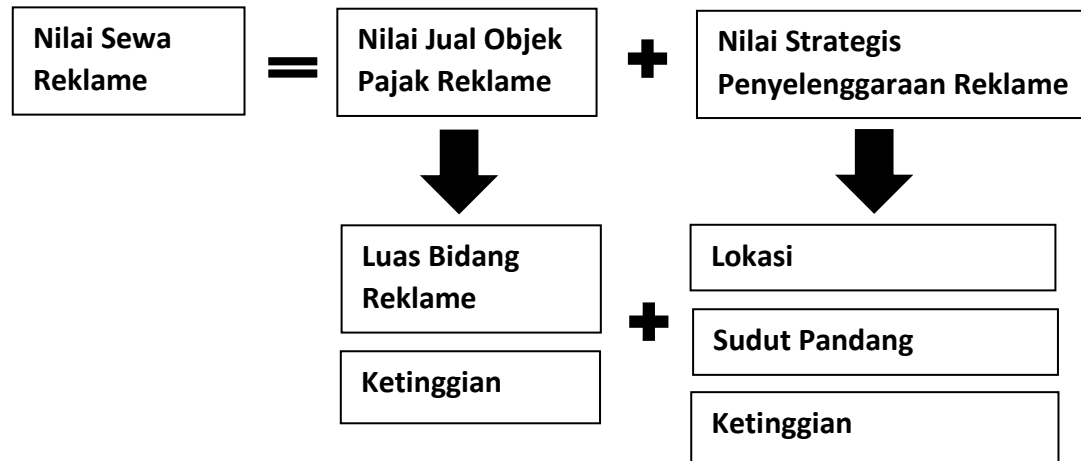 Nilai Sewa
Reklame
=
Nilai Jual Objek
Pajak Reklame
+
Nilai Strategis
Penyelenggaraan Reklame
Luas Bidang
Reklame
Ketinggian
+
Lokasi
Sudut Pandang
Ketinggian